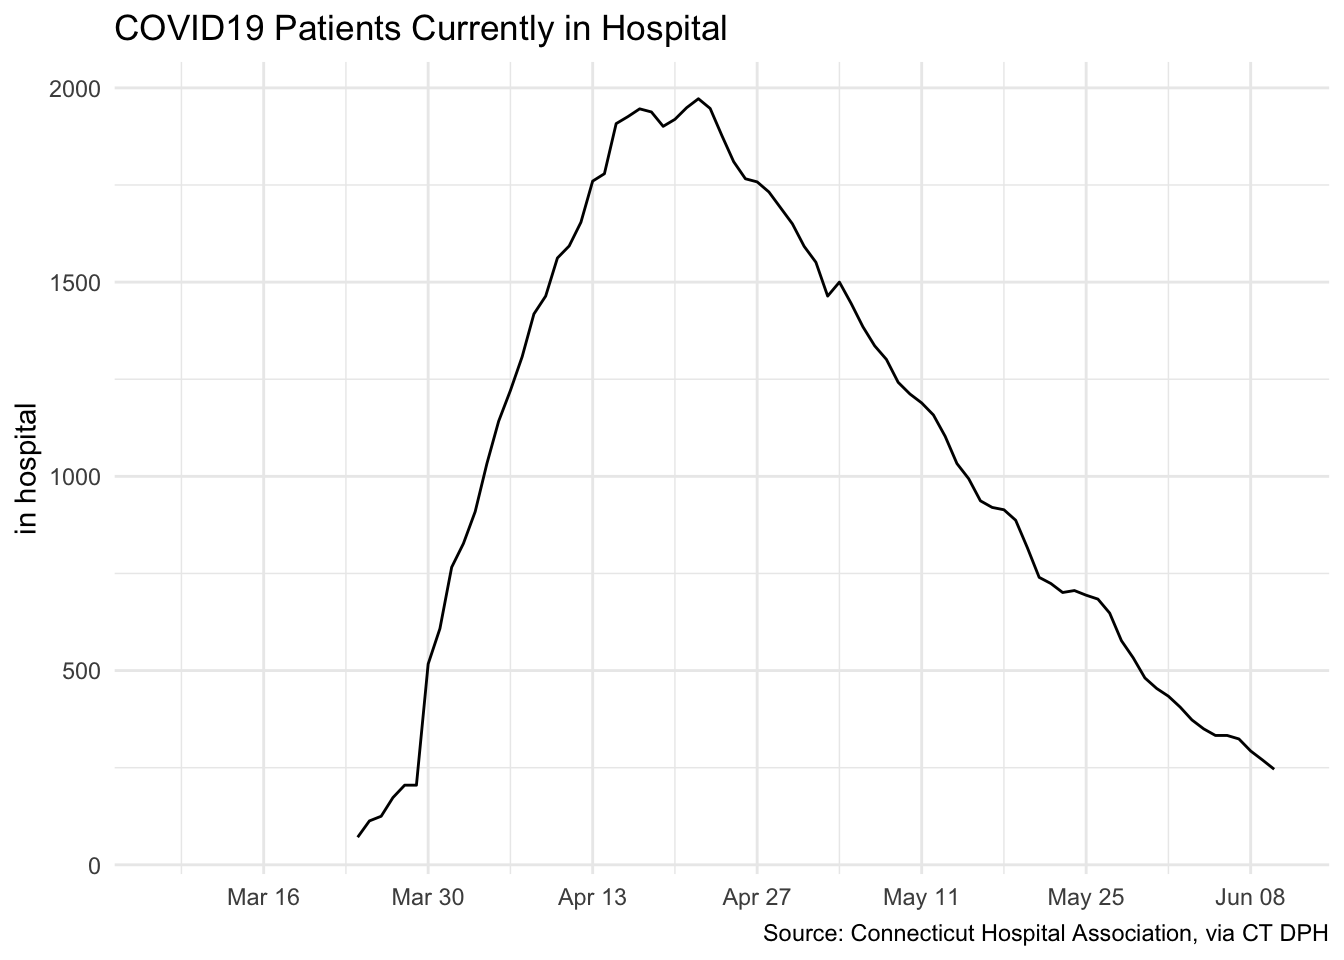 COVID19 Patients Currently in Hospital
2000
1500
1000
500
0
in hospital
Mar 16 Mar 30 Apr 13 Apr 27 May 11 May 25 Jun 08
Source: Connecticut Hospital Association, via CT DPH